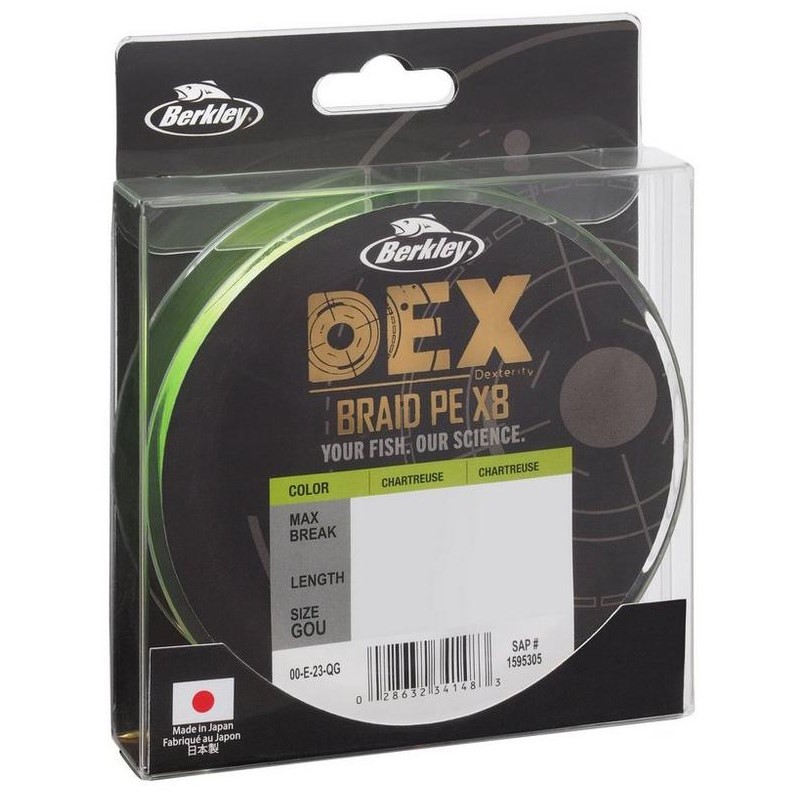 Berkley
Berkley
DEX
Dexterity
BRAID PE X8
YOUR FISH. OUR SCIENCE.
COLOR CHARTREUSE CHARTREUSE
MAX
BREAK
LENGTH
SIZE
GOU
00-E-23-QG
SAP #
1595305
0 28632 34148 3
Made in Japan
Fabriqué au Japon
日本製